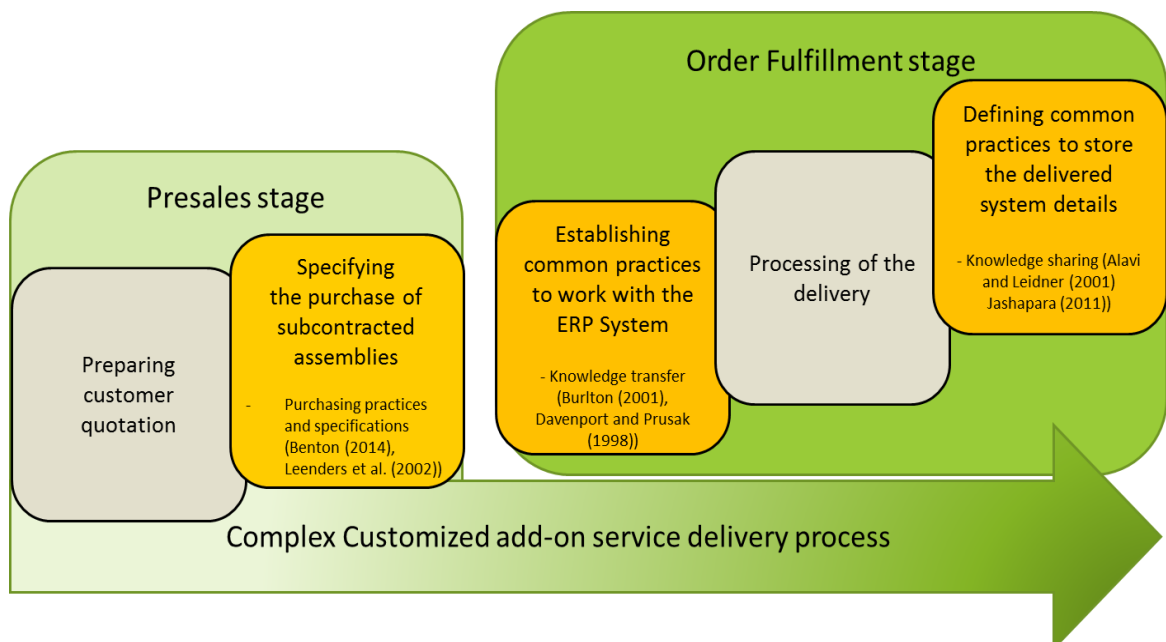 Order Fulfillment stage
Presales stage
Preparing
customer
quotation
Specifying
the purchase of
subcontracted
assemblies
- Purchasing practices
and specifications
(Benton (2014),
Leenders et al. (2002))
Establishing
common practices
to work with the
ERP System
- Knowledge transfer
(Burlton (2001),
Davenport and Prusak
(1998))
Processing of the
delivery
Defining common
practices to store
the delivered
system details
- Knowledge sharing (Alavi
and Leidner (2001)
Jashapara (2011))
Complex Customized add-on service delivery process